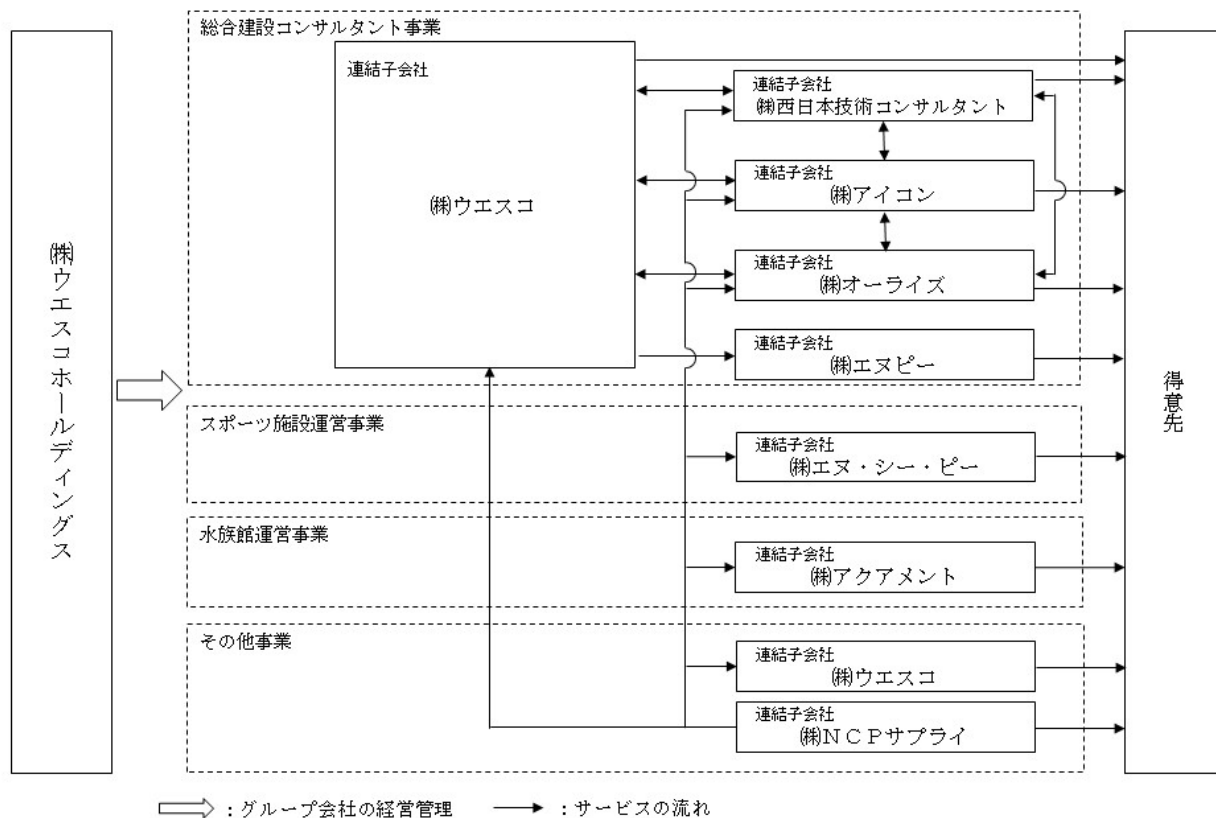 総合建設コンサルタント事業
連結子会社
㈱ウエスコ
連結子会社
㈱西日本技術コンサルタント
連結子会社
㈱アイコン
連結子会社
㈱オーライズ
連結子会社
㈱エヌピー
㈱ウエスコホールディングス
得意先
スポーツ施設運営事業
連結子会社
㈱エヌ・シー・ピー
水族館運営事業
連結子会社
㈱アクアメント
その他事業
連結子会社
㈱ウエスコ
連結子会社
㈱ＮＣＰサプライ
：グループ会社の経営管理
：サービスの流れ